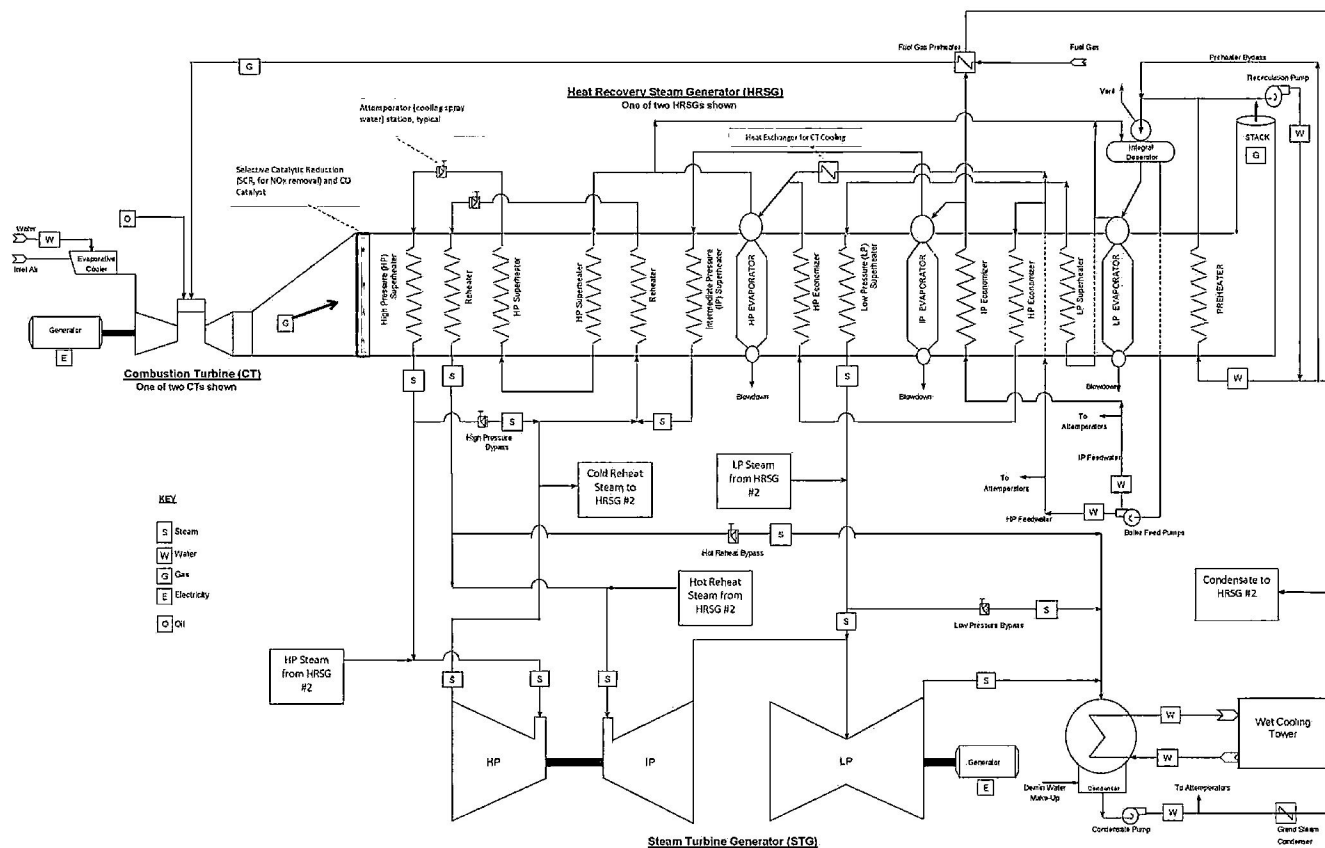 Fuel Gas Preheater
Fuel Gas
Preheater Bypass
Recirculation Pump
G
Vent
Heat Recovery Steam Generator (HRSG)
One of two HRSGs shown
Attemperator (cooling spray
water) station, typical
Heat Exchanger for CT Cooling
W
STACK
G
Integral
Deaerator
Selective Catalytic Reduction
(SCR, for NOx removal) and CO
Catalyst
O
Water
W
Inlet Air
Evaporative
Cooler
G
High Pressure (HP)
Superheater
Reheater
HP Superheater
HP Superheater
Reheater
Intermediate Pressure
(IP) Superheater
HP EVAPORATOR
HP Economizer
Low Pressure (LP)
Superheater
IP EVAPORATOR
IP Economizer
HP Economizer
LP Superheater
LP EVAPORATOR
PREHEATER
Generator
E
Combustion Turbine (CT)
One of two CTs shown
S
S
S
W
Blowdown
Blowdown
Blowdown
High Pressure
Bypass
S
S
To
Attemperators
IP Feedwater
W
To
Attemperators
HP Feedwater
W
Boiler Feed Pumps
Cold Reheat
Steam to
HRSG #2
LP Steam
from HRSG
#2
KEY
S Steam
W Water
G Gas
E Electricity
O Oil
Hot Reheat Bypass
S
Hot Reheat
Steam from
HRSG #2
Condensate to
HRSG #2
S
Low Pressure Bypass
S
HP Steam
from HRSG
#2
S
S
S
S
HP
IP
LP
Generator
E
W
W
Wet Cooling
Tower
Demin Water
Make-Up
Condenser
Condensate Pump
W
To Attemperators
Gland Steam
Condenser
Steam Turbine Generator (STG)